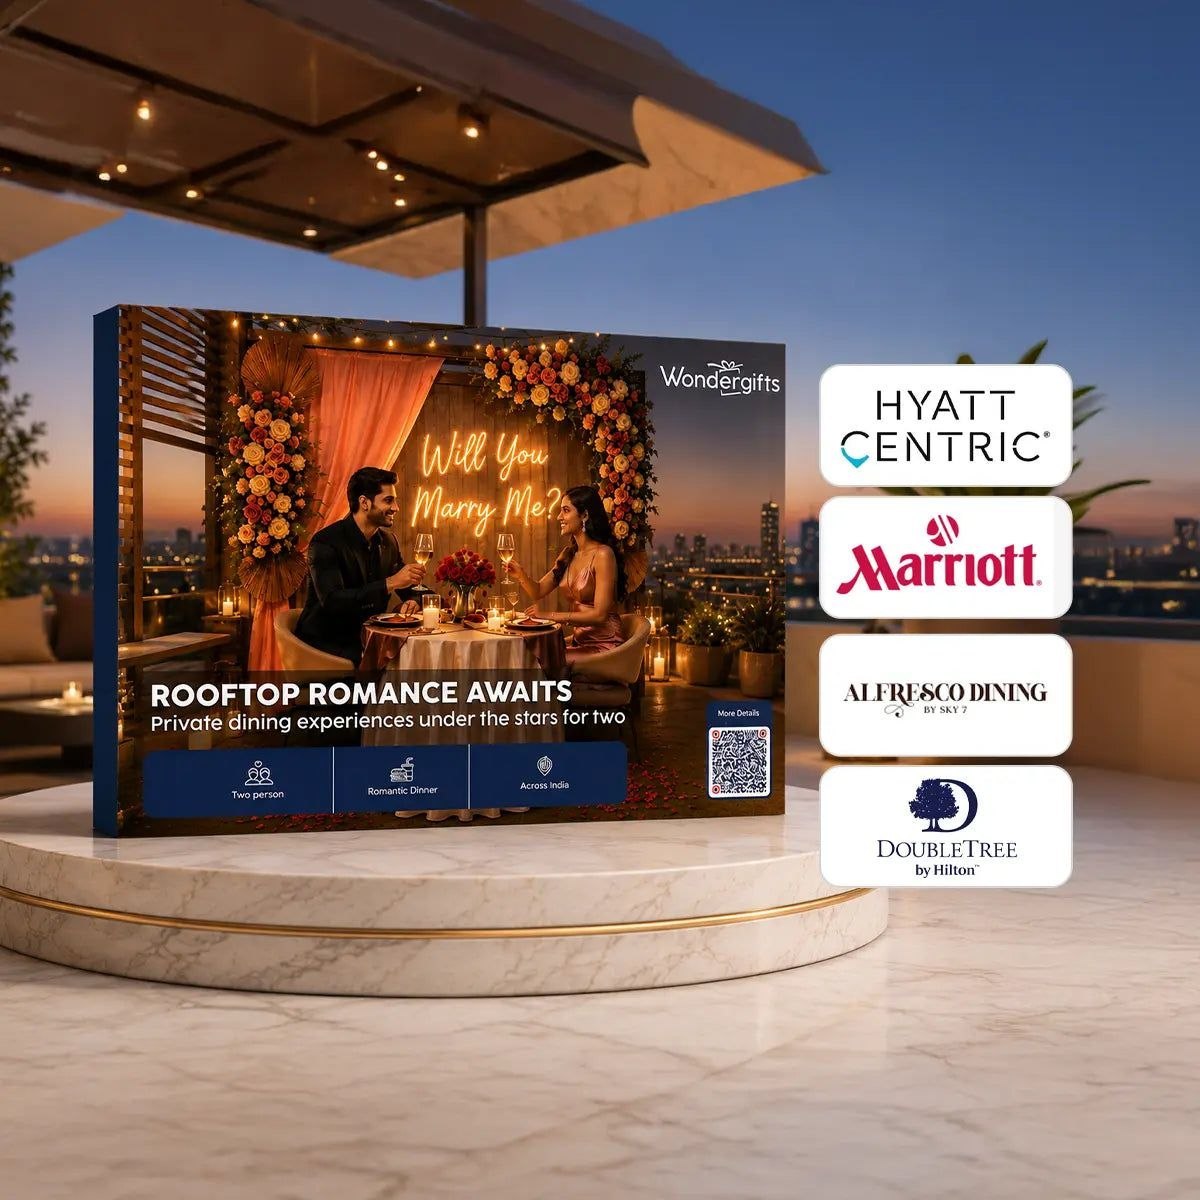 Wondergifts
Will You
Marry Me?
ROOFTOP ROMANCE AWAITS
Private dining experiences under the stars for two
Two person
Romantic Dinner
Across India
More Details
HYATT
CENTRIC®
Marriott®
ALFRESCO DINING
BY SKY 7
D
DOUBLETREE
by Hilton™